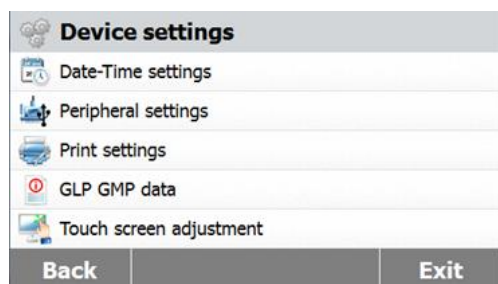 Device settings
Date-Time settings
Peripheral settings
Print settings
GLP GMP data
Touch screen adjustment
Back Exit